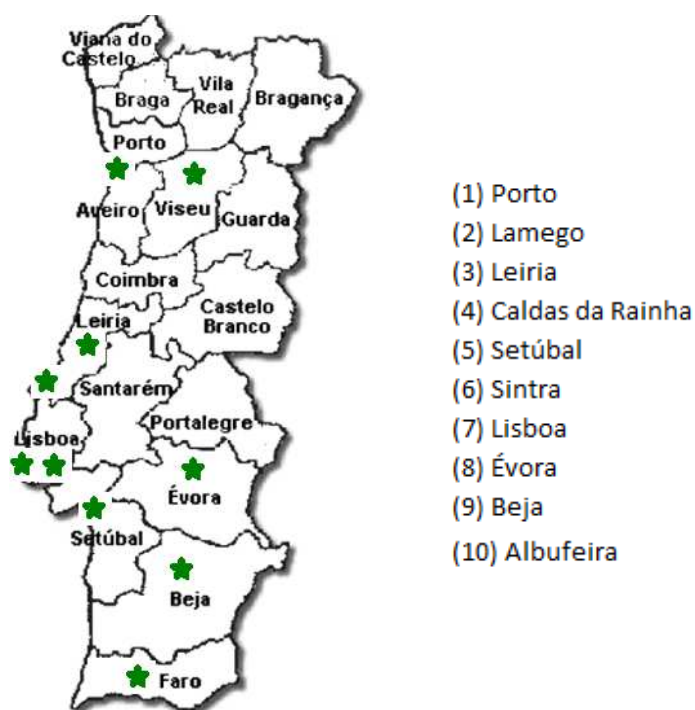 Viana do
Castelo
Braga
Vila
Real
Bragança
Porto
Aveiro
Viseu
Guarda
Coimbra
Leiria
Castelo
Branco
Santarém
Portalegre
Lisboa
Évora
Setúbal
Beja
Faro
(1) Porto
(2) Lamego
(3) Leiria
(4) Caldas da Rainha
(5) Setúbal
(6) Sintra
(7) Lisboa
(8) Évora
(9) Beja
(10) Albufeira